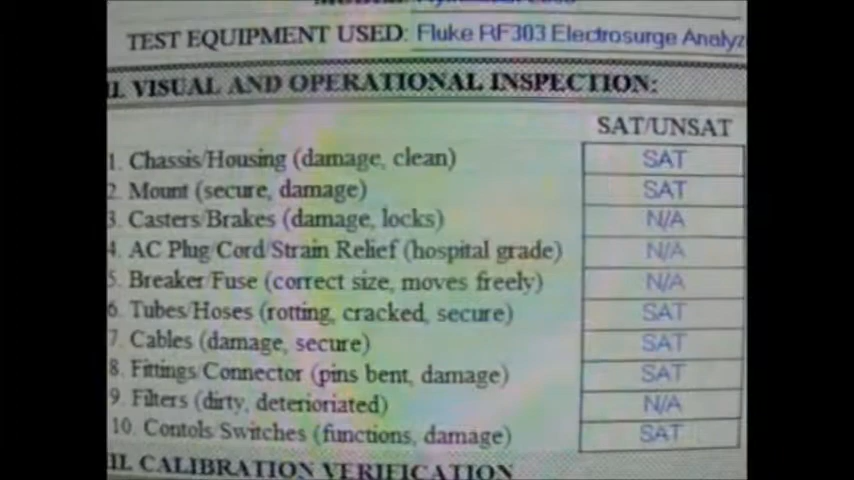 TEST EQUIPMENT USED: Fluke RF303 Electrosurge Analyz
II. VISUAL AND OPERATIONAL INSPECTION:
SAT/UNSAT
1. Chassis/Housing (damage, clean) SAT
2. Mount (secure, damage) SAT
3. Casters/Brakes (damage, locks) N/A
4. AC Plug/Cord/Strain Relief (hospital grade) N/A
5. Breaker/Fuse (correct size, moves freely) N/A
6. Tubes/Hoses (rotting, cracked, secure) SAT
7. Cables (damage, secure) SAT
8. Fittings/Connector (pins bent, damage) SAT
9. Filters (dirty, deterioriated) N/A
10. Contols/Switches (functions, damage) SAT
III. CALIBRATION VERIFICATION